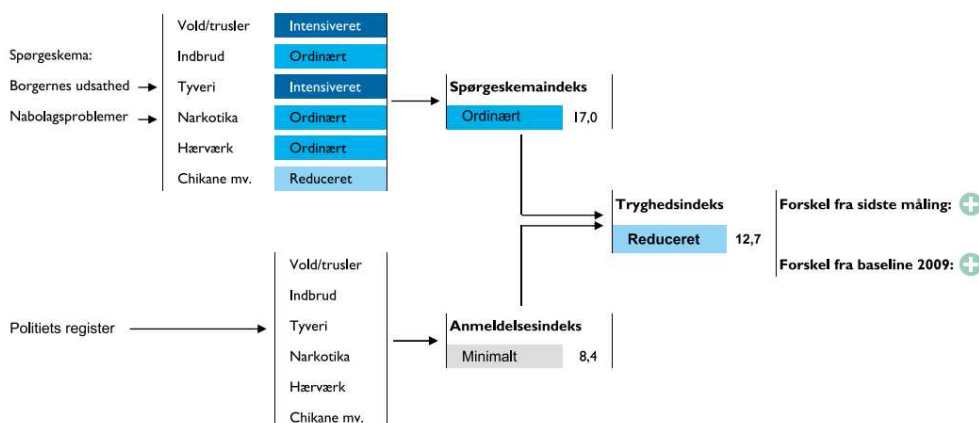 Spørgeskema:
Borgernes udsathed
Nabolagsproblemer
Vold/trusler Intensiveret
Indbrud Ordinært
Tyveri Intensiveret
Narkotika Ordinært
Hærværk Ordinært
Chikane mv. Reduceret
Spørgeskemaindeks
Ordinært 17,0
Tryghedsindeks
Reduceret 12,7
Forskel fra sidste måling:
Forskel fra baseline 2009:
Politiets register
Vold/trusler
Indbrud
Tyveri
Narkotika
Hærværk
Chikane mv.
Anmeldelsesindeks
Minimalt 8,4